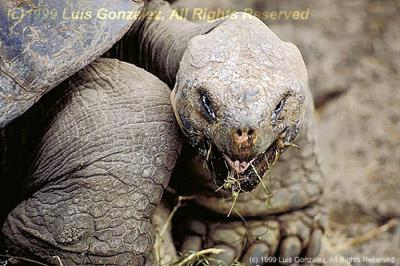 (C)1999 Luis Gonzalez, All Rights Reserved
(c) 1999 Luis Gonzalez All Rights Reserved